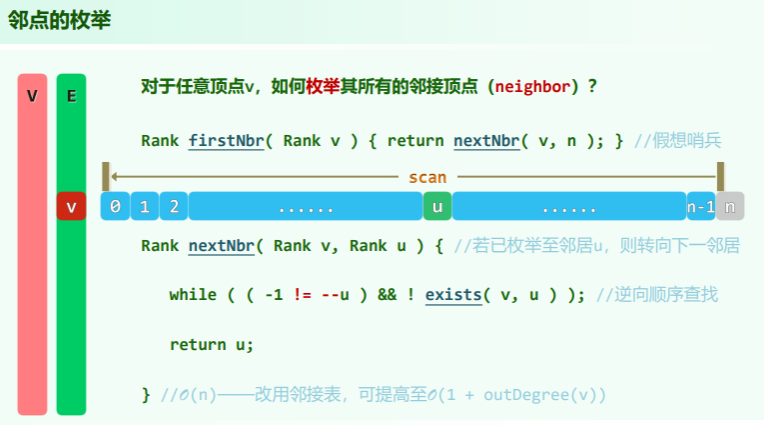 邻点的枚举
V E
对于任意顶点v，如何枚举其所有的邻接顶点（neighbor）？
Rank firstNbr( Rank v ) { return nextNbr( v, n ); } //假想哨兵
scan
v 0 1 2 ...... u ...... n-1 n
Rank nextNbr( Rank v, Rank u ) { //若已枚举至邻居u，则转向下一邻居
while ( ( -1 != --u ) && ! exists( v, u ) ); //逆向顺序查找
return u;
} //O(n)——改用邻接表，可提高至O(1 + outDegree(v))